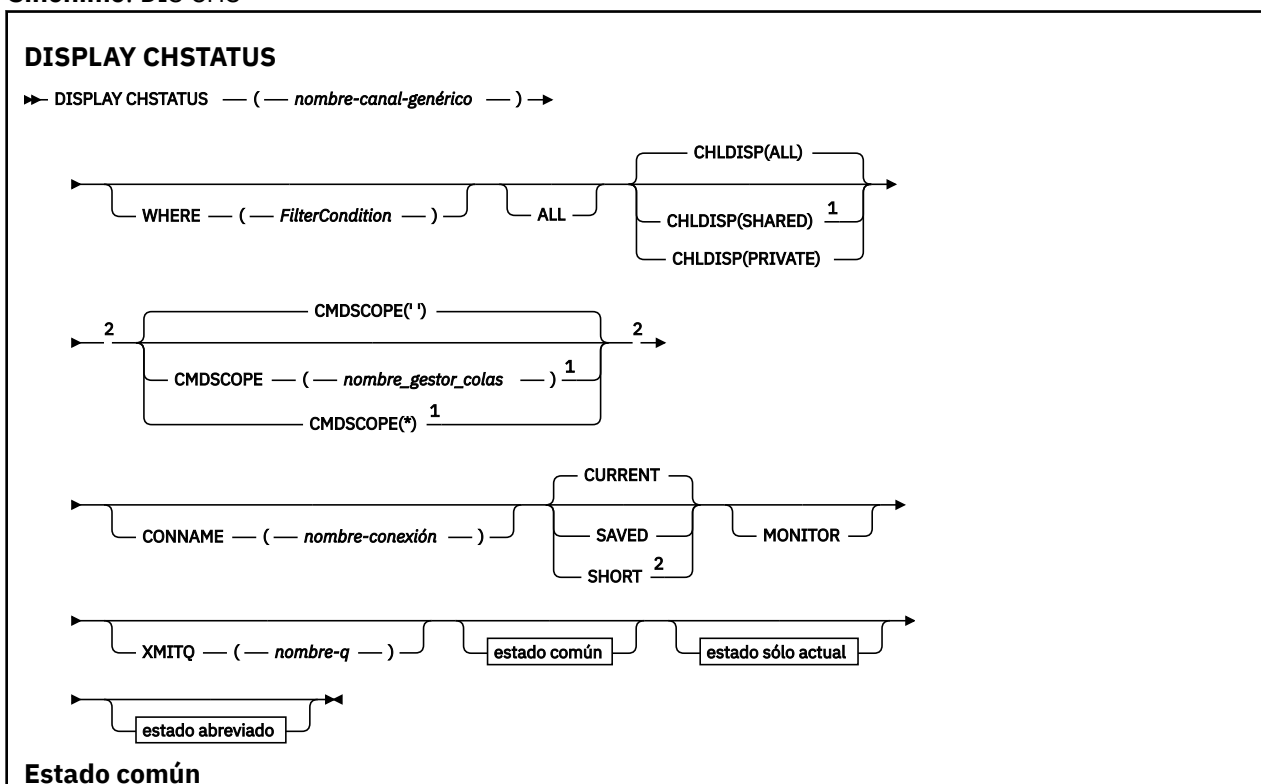 Sinónimo: DIS CHS
DISPLAY CHSTATUS
DISPLAY CHSTATUS ( nombre-canal-genérico )
CHLDISP(ALL)
WHERE ( FilterCondition ) ALL CHLDISP(SHARED) 1
CHLDISP(PRIVATE)
CMDSCOPE(' ')
2 2
CMDSCOPE ( nombre_gestor_colas ) 1
CMDSCOPE(*) 1
CURRENT
CONNAME ( nombre-conexión ) SAVED MONITOR
SHORT 2
XMITQ ( nombre-q ) estado común estado sólo actual
estado abreviado
Estado común